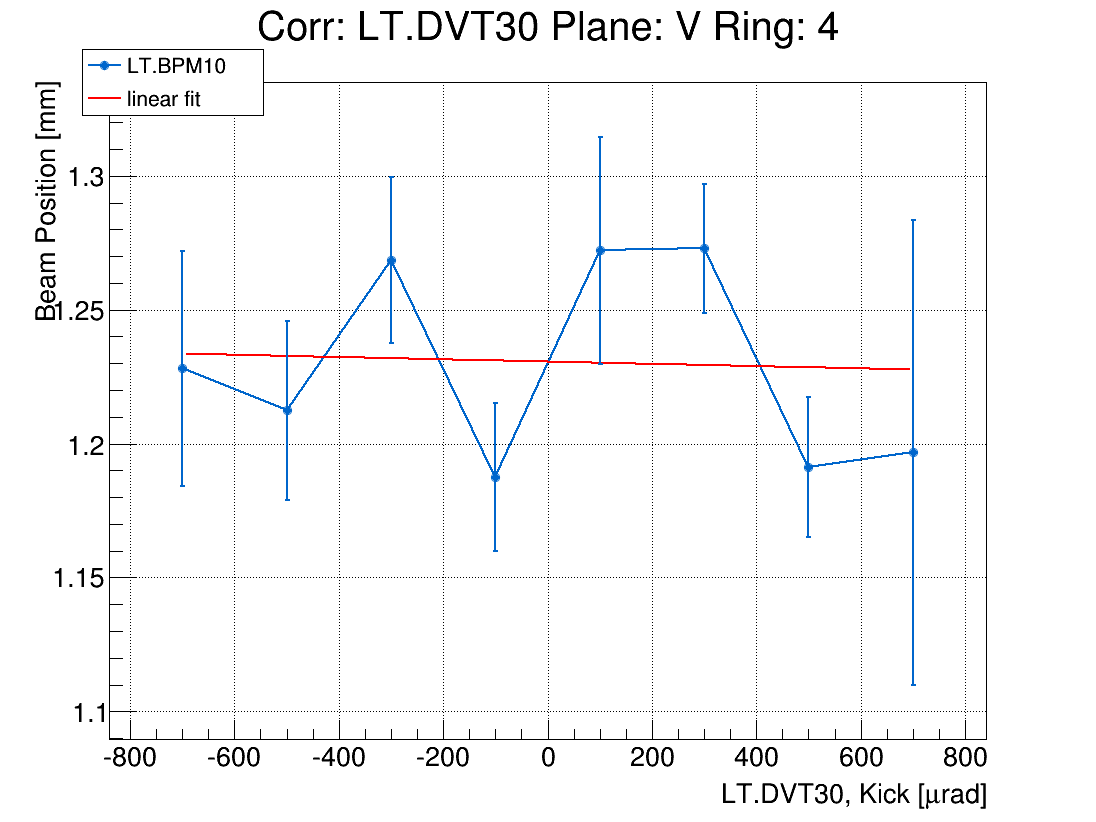 Corr: LT.DVT30 Plane: V Ring: 4
LT.BPM10
linear fit
Beam Position [mm]
1.3
1.25
1.2
1.15
1.1
-800 -600 -400 -200 0 200 400 600 800
LT.DVT30, Kick [μrad]